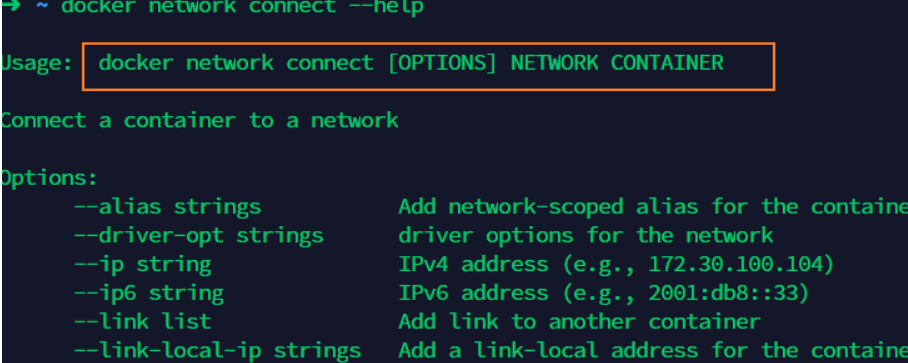 ➜ ~ docker network connect --help
Usage: docker network connect [OPTIONS] NETWORK CONTAINER
Connect a container to a network
Options:
--alias strings Add network-scoped alias for the containe
--driver-opt strings driver options for the network
--ip string IPv4 address (e.g., 172.30.100.104)
--ip6 string IPv6 address (e.g., 2001:db8::33)
--link list Add link to another container
--link-local-ip strings Add a link-local address for the containe